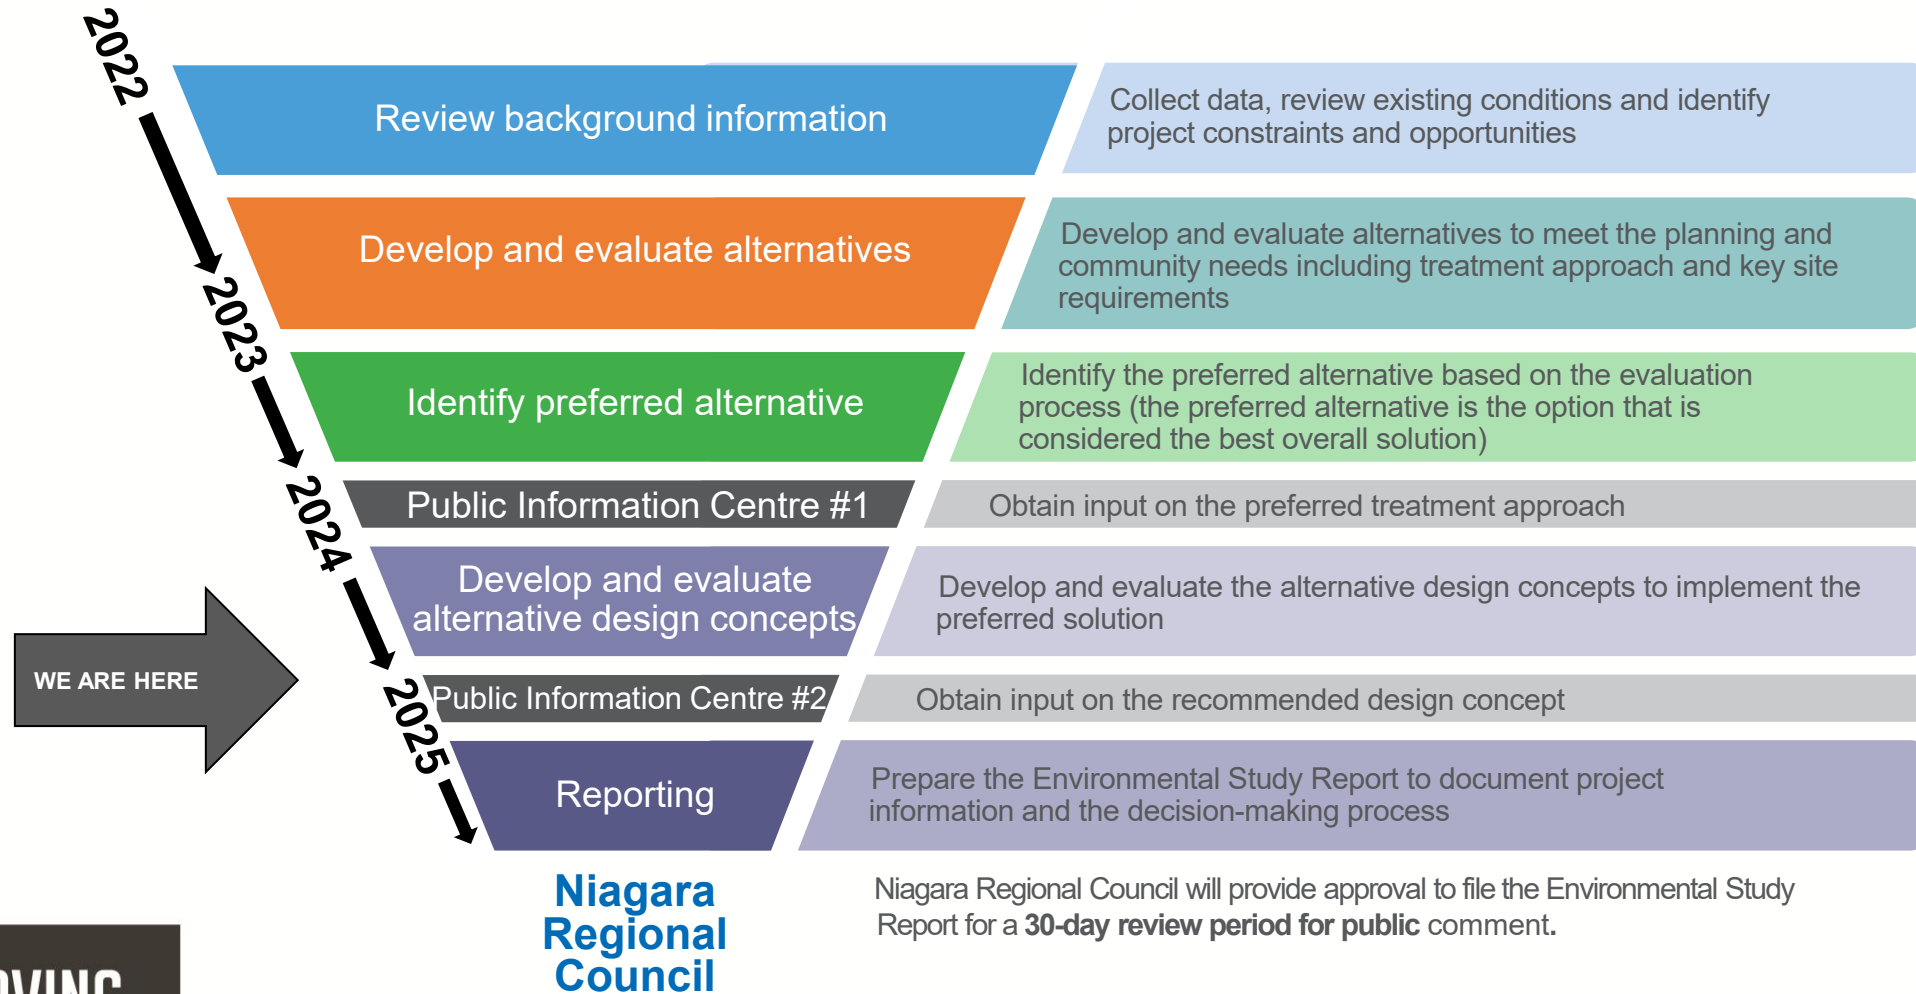 2022
Review background information
Collect data, review existing conditions and identify
project constraints and opportunities
Develop and evaluate alternatives
Develop and evaluate alternatives to meet the planning and
community needs including treatment approach and key site
requirements
2023
Identify preferred alternative
Identify the preferred alternative based on the evaluation
process (the preferred alternative is the option that is
considered the best overall solution)
2024
Public Information Centre #1
Obtain input on the preferred treatment approach
Develop and evaluate
alternative design concepts
Develop and evaluate the alternative design concepts to implement the
preferred solution
WE ARE HERE
2025
Public Information Centre #2
Obtain input on the recommended design concept
Reporting
Prepare the Environmental Study Report to document project
information and the decision-making process
Niagara
Regional
Council
Niagara Regional Council will provide approval to file the Environmental Study
Report for a 30-day review period for public comment.